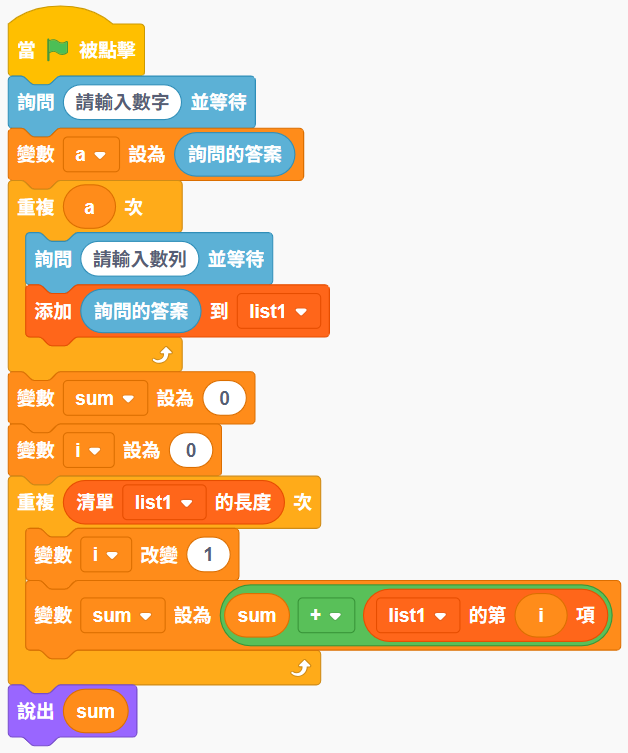 當 被點擊
詢問 請輸入數字 並等待
變數 a 設為 詢問的答案
重複 a 次
詢問 請輸入數列 並等待
添加 詢問的答案 到 list1
變數 sum 設為 0
變數 i 設為 0
重複 清單 list1 的長度 次
變數 i 改變 1
變數 sum 設為 sum + list1 的第 i 項
說出 sum